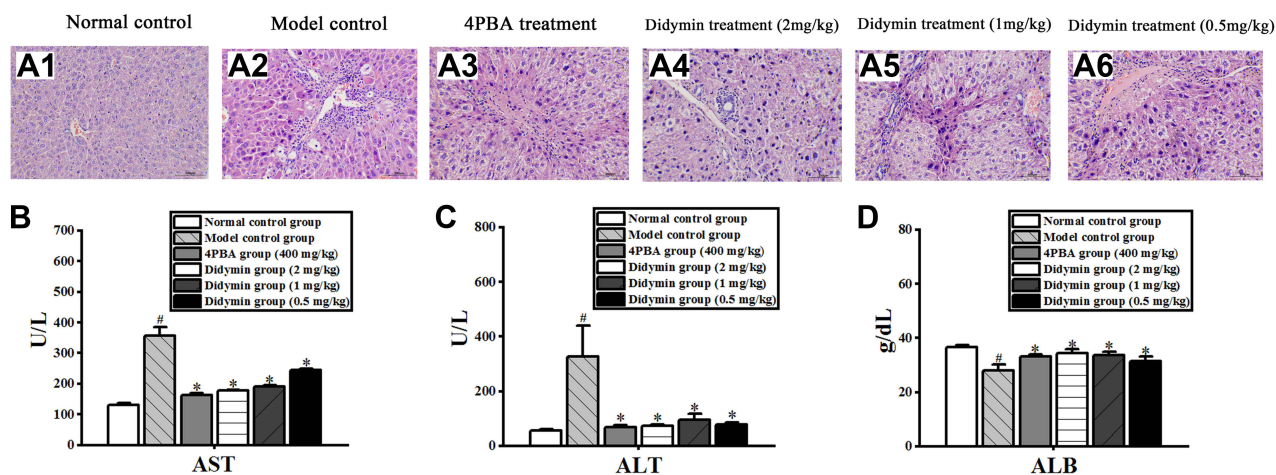 Normal control
Model control
4PBA treatment
Didymin treatment (2mg/kg)
Didymin treatment (1mg/kg)
Didymin treatment (0.5mg/kg)
A1
A2
A3
A4
A5
A6
B
700
600
500
400
300
200
100
0
U/L
Normal control group
Model control group
4PBA group (400 mg/kg)
Didymin group (2 mg/kg)
Didymin group (1 mg/kg)
Didymin group (0.5 mg/kg)
#
*
*
*
*
AST
C
800
600
400
200
0
U/L
Normal control group
Model control group
4PBA group (400 mg/kg)
Didymin group (2 mg/kg)
Didymin group (1 mg/kg)
Didymin group (0.5 mg/kg)
#
*
*
*
*
ALT
D
80
60
40
20
0
g/dL
Normal control group
Model control group
4PBA group (400 mg/kg)
Didymin group (2 mg/kg)
Didymin group (1 mg/kg)
Didymin group (0.5 mg/kg)
#
*
*
*
*
ALB